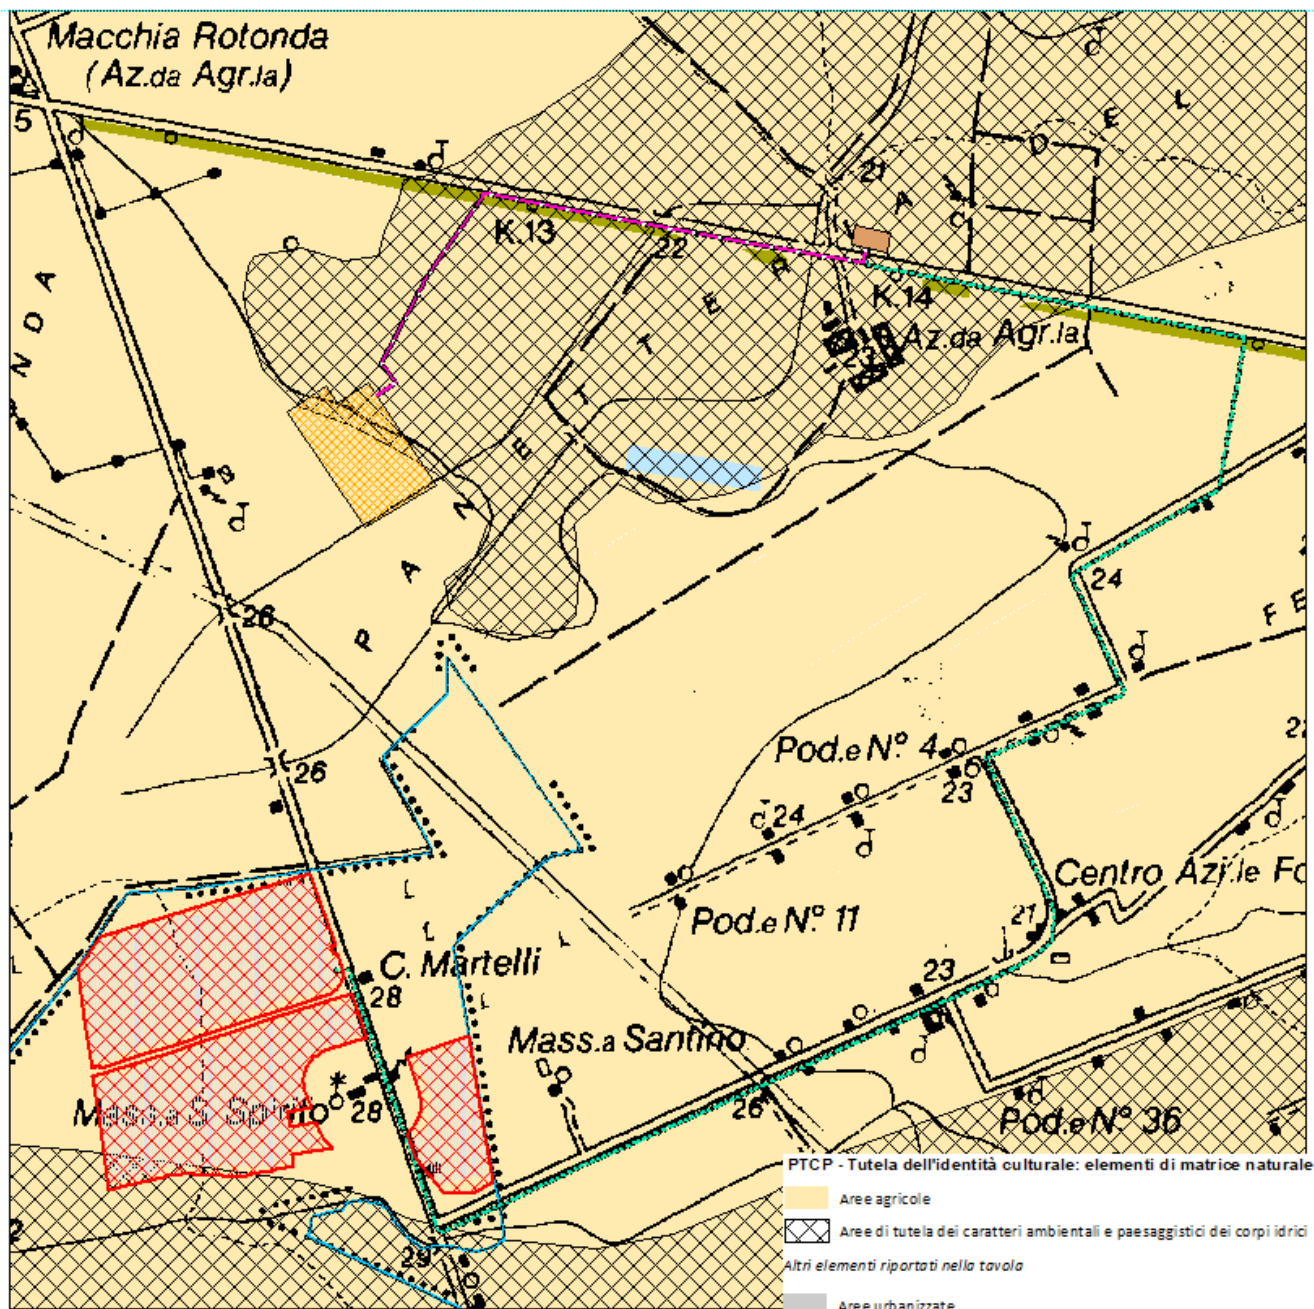 Macchia Rotonda
(Az.da Agr.la)
5
K.13
22
21
K.14
Az.da Agr.la
23
D E L
P A N E T T E R I A
N D A
26
26
24
F E
Pod.e N° 4
23
24
Pod.e N° 11
Centro Az.le Fo
21
23
C. Martelli
28
Mass.a Santino
26
Mass.a S. Spirito
28
Pod.e N° 36
29
PTCP - Tutela dell'identità culturale: elementi di matrice naturale
Aree agricole
Aree di tutela dei caratteri ambientali e paesaggistici dei corpi idrici
Altri elementi riportati nella tavola
Aree urbanizzate